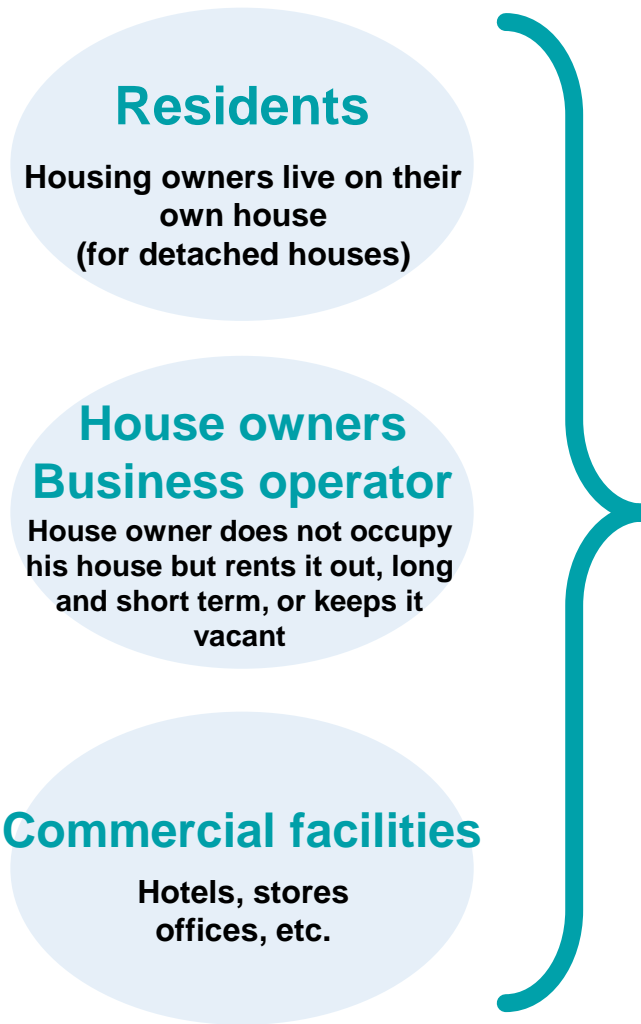 Residents
Housing owners live on their
own house
(for detached houses)
House owners
Business operator
House owner does not occupy
his house but rents it out, long
and short term, or keeps it
vacant
Commercial facilities
Hotels, stores
offices, etc.